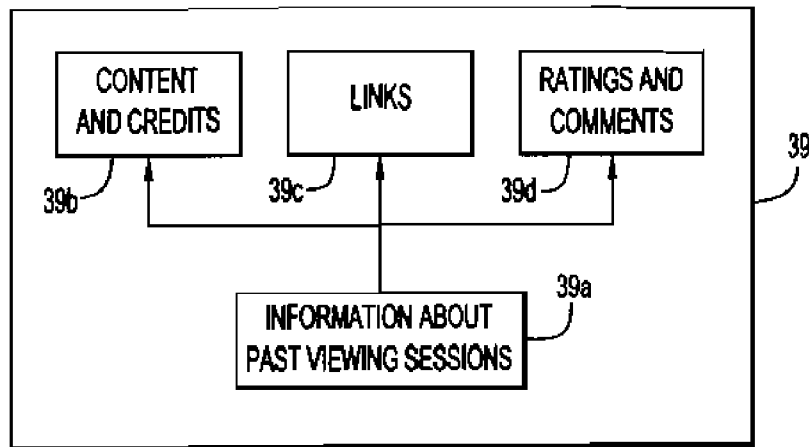 CONTENT
AND CREDITS
LINKS
RATINGS AND
COMMENTS
39
39b
39c
39d
39a
INFORMATION ABOUT
PAST VIEWING SESSIONS